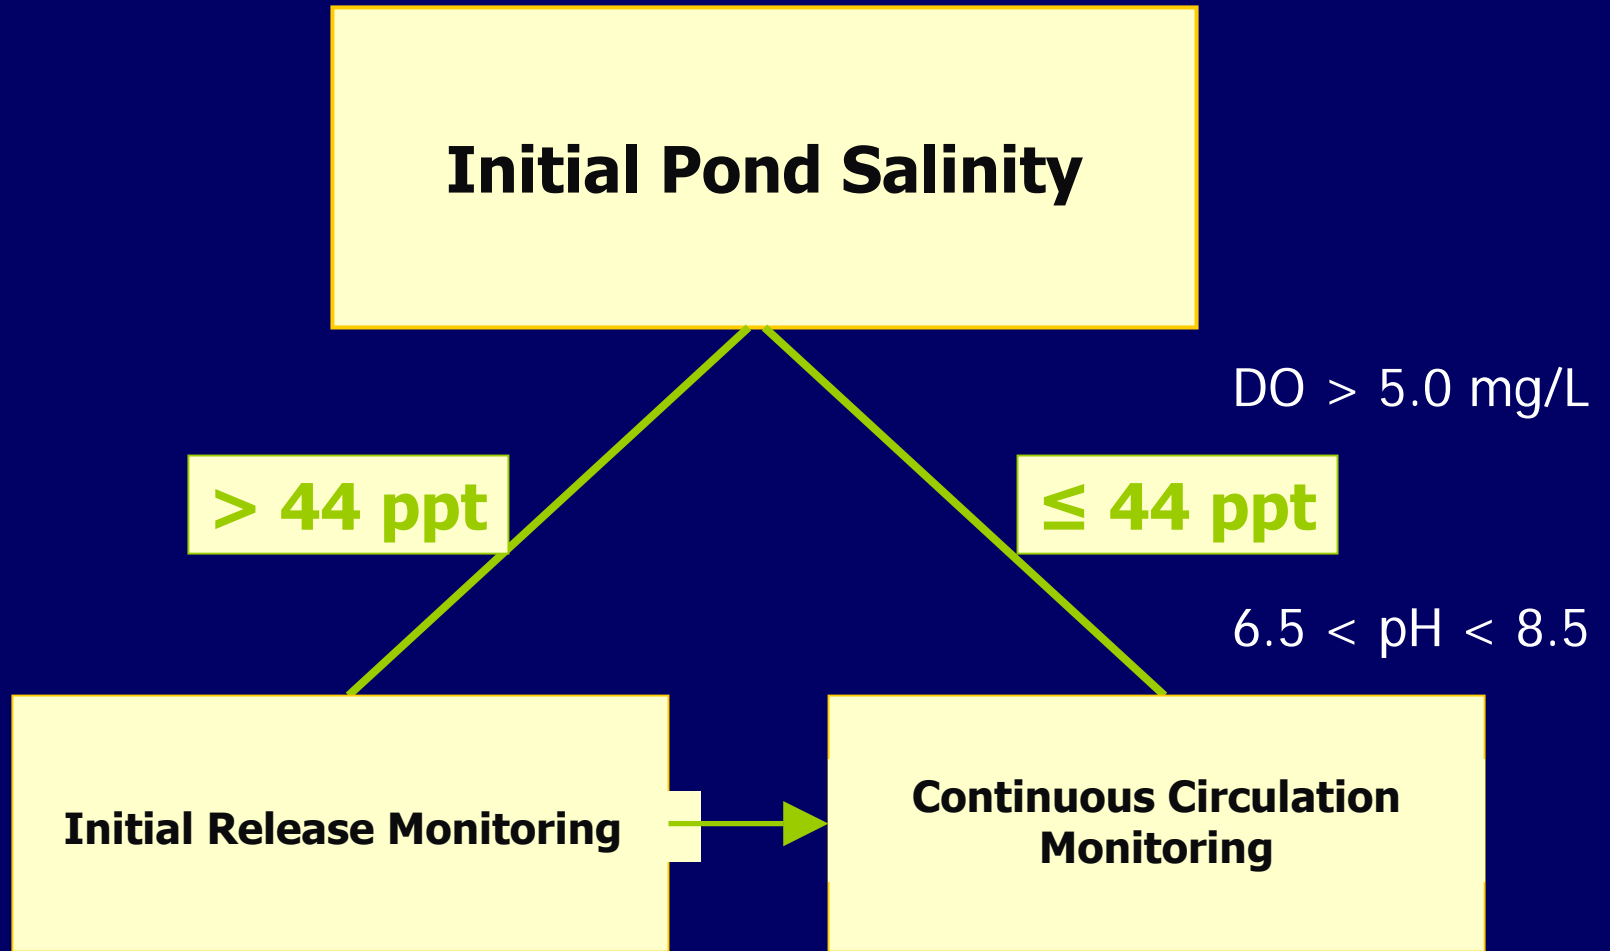 Initial Pond Salinity
DO > 5.0 mg/L
> 44 ppt
≤ 44 ppt
6.5 < pH < 8.5
Initial Release Monitoring
Continuous Circulation
Monitoring